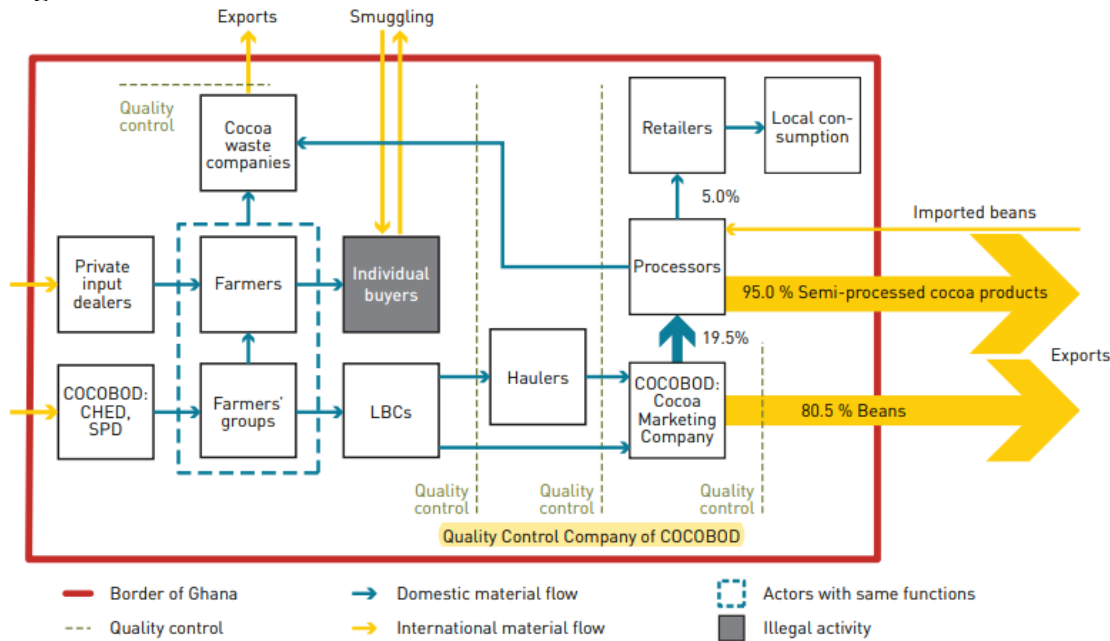 Exports
Smuggling
Quality
control
Cocoa
waste
companies
Retailers
Local con-
sumption
5.0%
Imported beans
Private
input
dealers
Farmers
Individual
buyers
Processors
95.0 % Semi-processed cocoa products
19.5%
Exports
COCOBOD:
CHED,
SPD
Farmers'
groups
LBCs
Haulers
COCOBOD:
Cocoa
Marketing
Company
80.5 % Beans
Quality
control
Quality
control
Quality
control
Quality Control Company of COCOBOD
Border of Ghana
Domestic material flow
Actors with same functions
Quality control
International material flow
Illegal activity